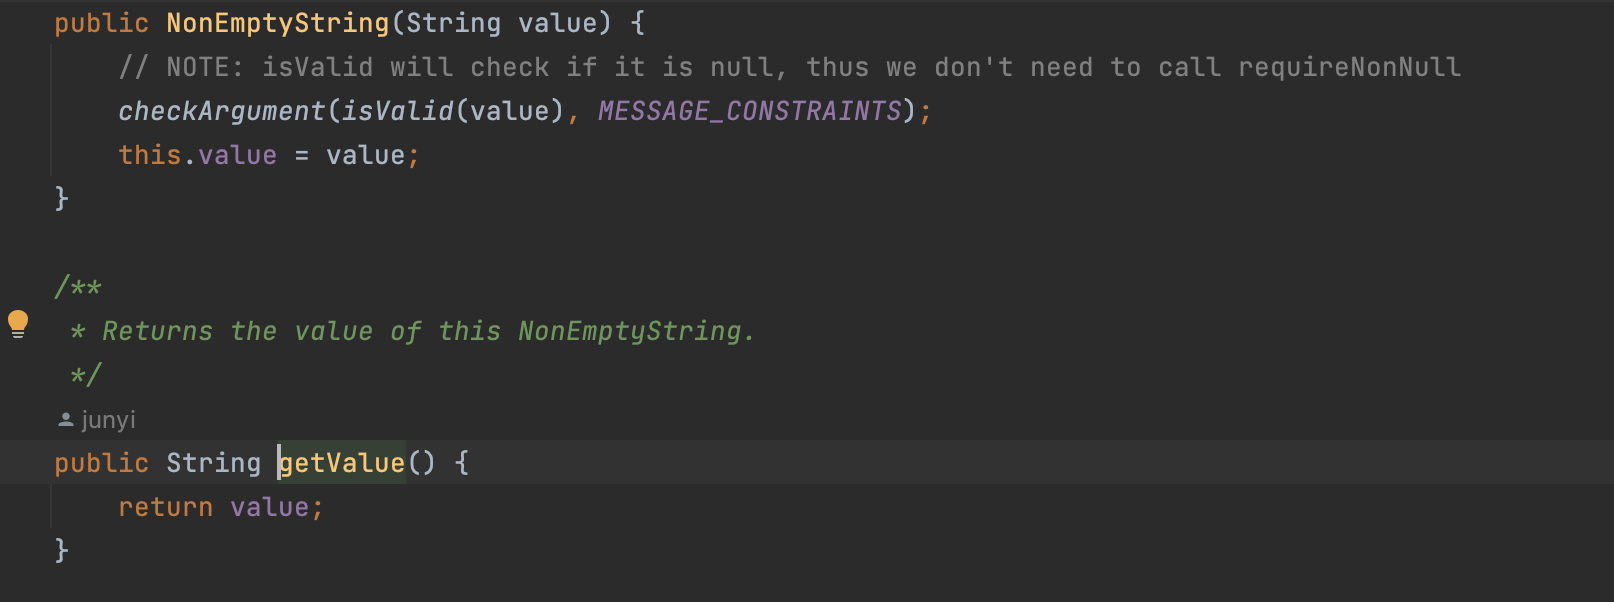 public NonEmptyString(String value) {
// NOTE: isValid will check if it is null, thus we don't need to call requireNonNull
checkArgument(isValid(value), MESSAGE_CONSTRAINTS);
this.value = value;
}
/**
* Returns the value of this NonEmptyString.
*/
junyi
public String getValue() {
return value;
}